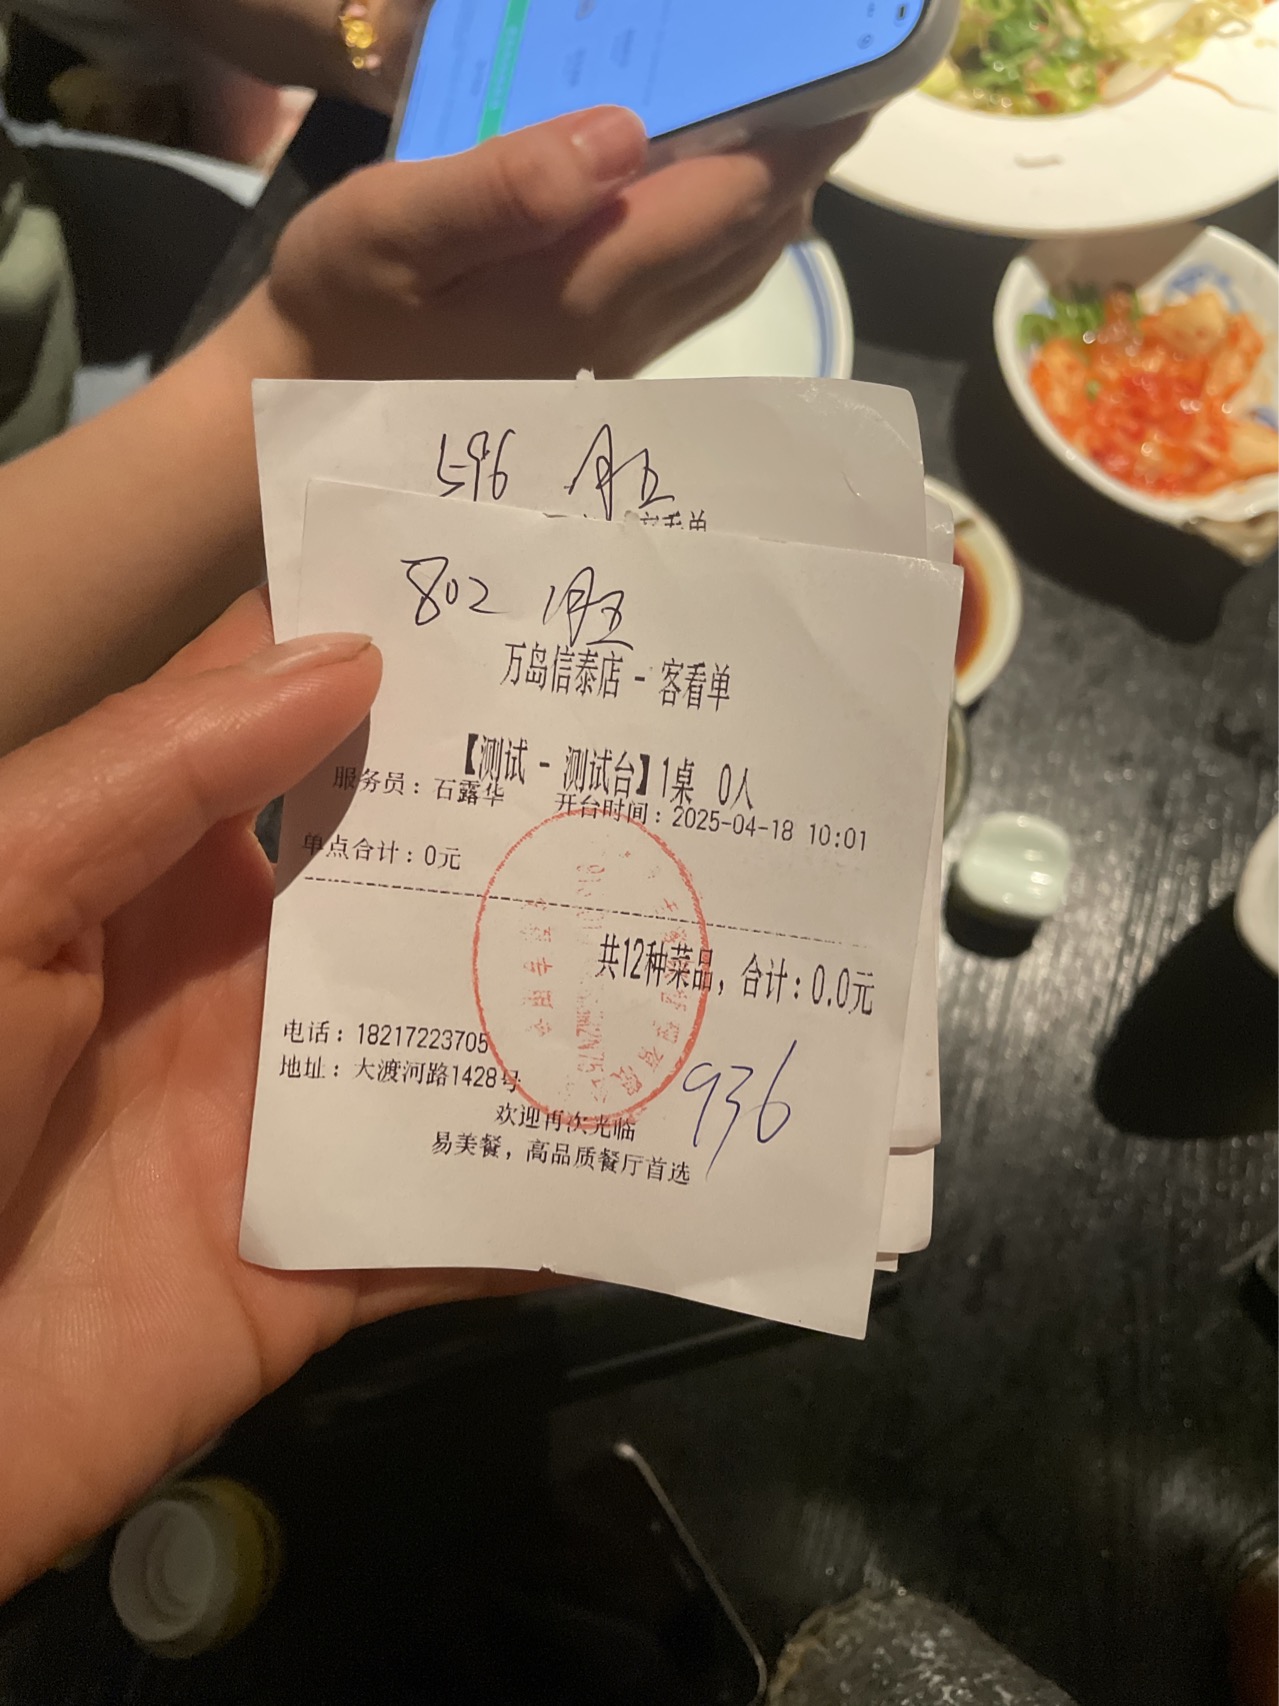 596
客看单
802
万岛信泰店 - 客看单
【测试 - 测试台】1桌 0人
服务员：石露华 开台时间：2025-04-18 10:01
单点合计：0元
共12种菜品，合计：0.0元
电话：18217223705
地址：大渡河路1428号
936
欢迎再次光临
易美餐，高品质餐厅首选